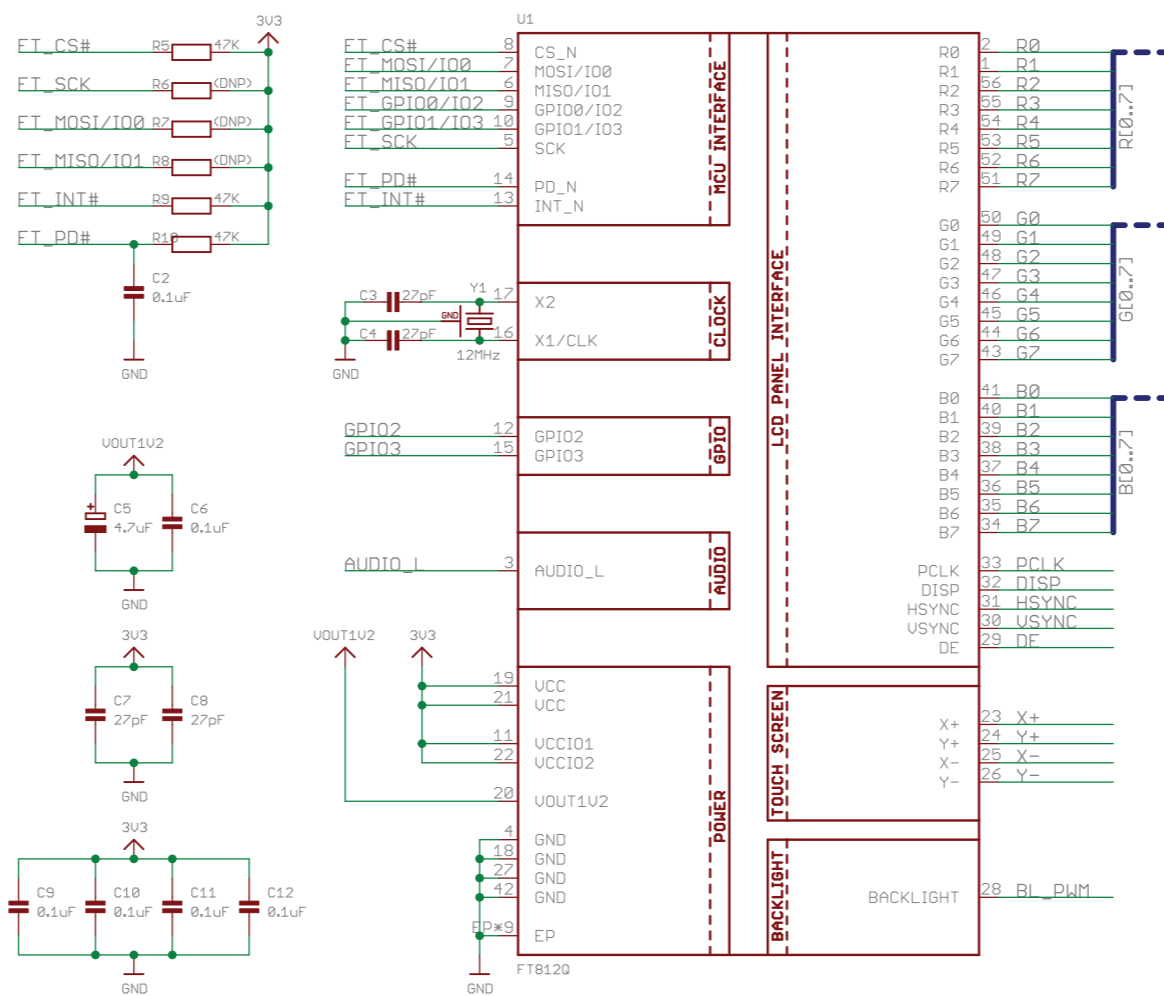 3V3
FT_CS# R5 47K
FT_SCK R6 (DNP)
FT_MOSI/IO0 R7 (DNP)
FT_MISO/IO1 R8 (DNP)
FT_INT# R9 47K
FT_PD# R10 47K
C2
0.1uF
GND
VOUT1V2
+
C5
4.7uF
C6
0.1uF
GND
3V3
C7
27pF
C8
27pF
GND
3V3
C9
0.1uF
C10
0.1uF
C11
0.1uF
C12
0.1uF
GND
U1
FT_CS# 8 CS_N
FT_MOSI/IO0 7 MOSI/IO0
FT_MISO/IO1 6 MISO/IO1
FT_GPIO0/IO2 9 GPIO0/IO2
FT_GPIO1/IO3 10 GPIO1/IO3
FT_SCK 5 SCK
FT_PD# 14 PD_N
FT_INT# 13 INT_N
MCU INTERFACE
C3 27pF Y1 17 X2
GND
C4 27pF 16 X1/CLK
12MHz
GND
CLOCK
GPIO2 12 GPIO2
GPIO3 15 GPIO3
GPIO
AUDIO_L 3 AUDIO_L
AUDIO
VOUT1V2
3V3
19 VCC
21 VCC
11 VCCIO1
22 VCCIO2
20 VOUT1V2
4 GND
18 GND
27 GND
42 GND
EP*9 EP
POWER
GND
FT812Q
LCD PANEL INTERFACE
R0 2 R0
R1 1 R1
R2 56 R2
R3 55 R3
R4 54 R4
R5 53 R5
R6 52 R6
R7 51 R7
R[0..7]
G0 50 G0
G1 49 G1
G2 48 G2
G3 47 G3
G4 46 G4
G5 45 G5
G6 44 G6
G7 43 G7
G[0..7]
B0 41 B0
B1 40 B1
B2 39 B2
B3 38 B3
B4 37 B4
B5 36 B5
B6 35 B6
B7 34 B7
B[0..7]
PCLK 33 PCLK
DISP 32 DISP
HSYNC 31 HSYNC
VSYNC 30 VSYNC
DE 29 DE
TOUCH SCREEN
X+ 23 X+
Y+ 24 Y+
X- 25 X-
Y- 26 Y-
BACKLIGHT
BACKLIGHT 28 BL_PWM